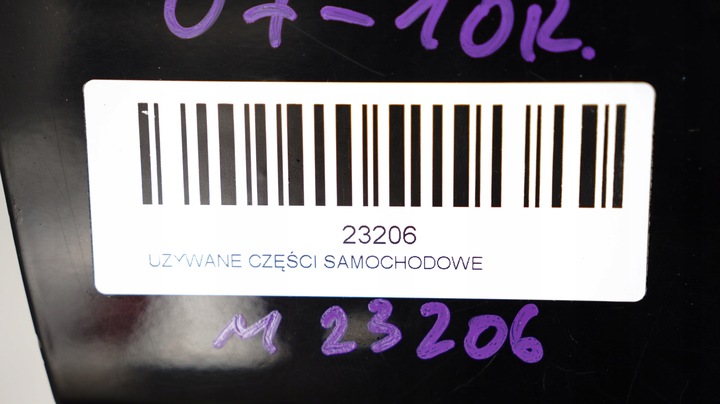 07-10R.
23206
UZYWANE CZĘŚCI SAMOCHODOWE
M 23206